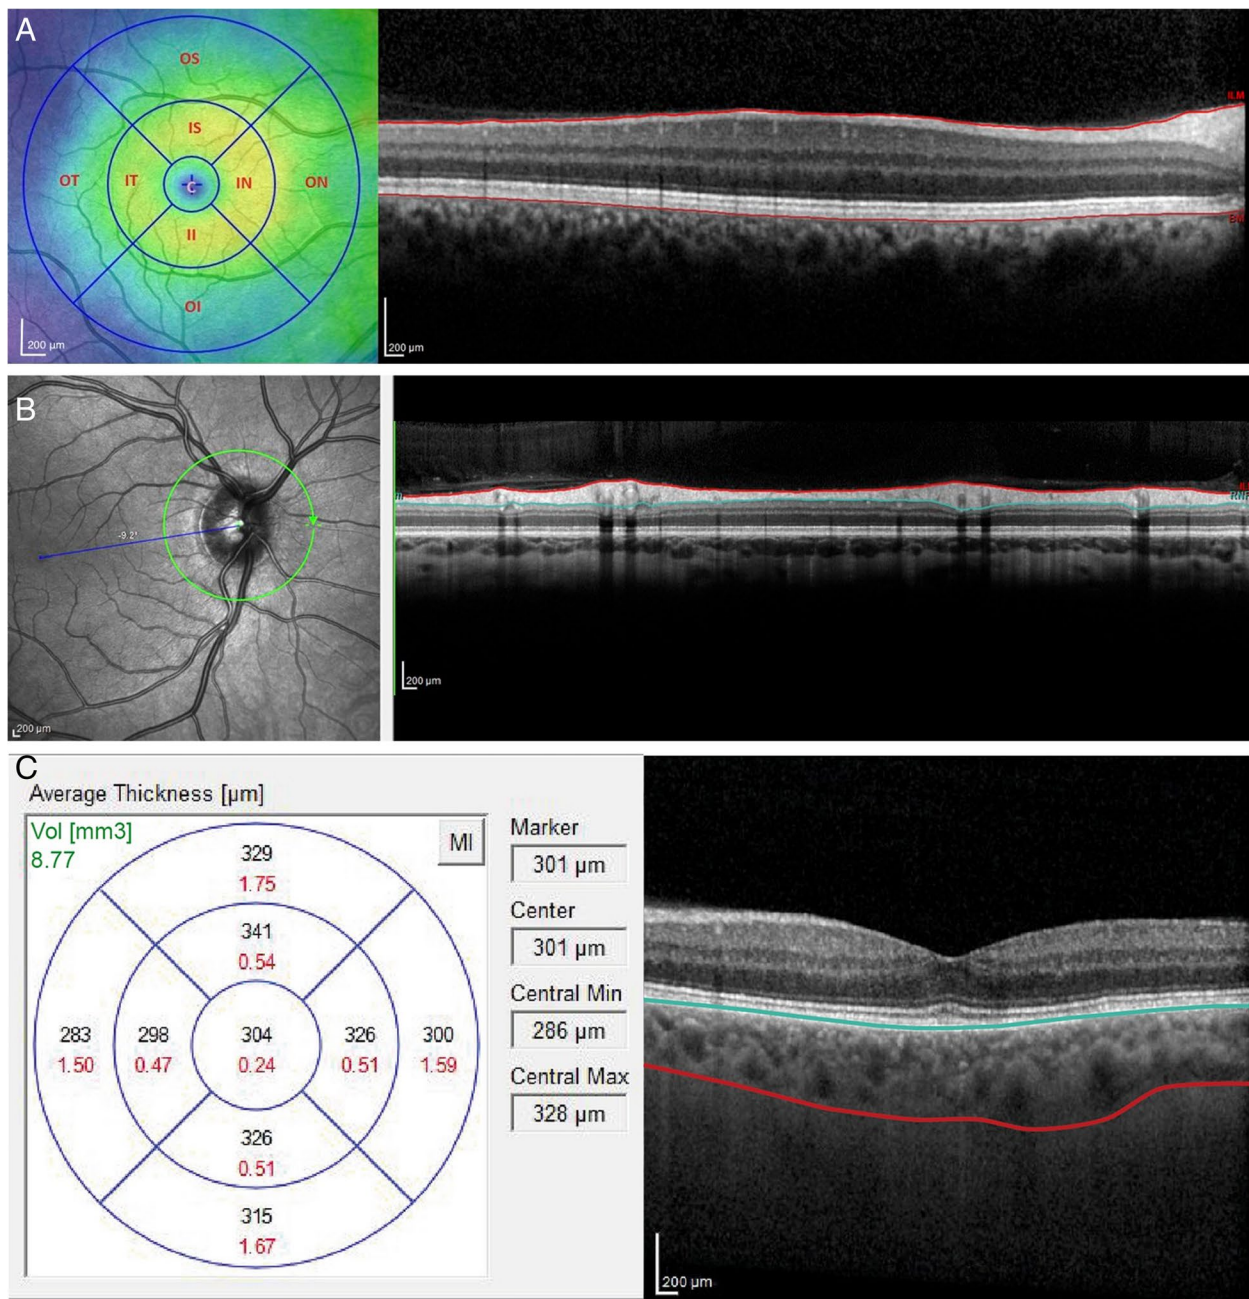 A
OS
IS
OT
IT
C
IN
ON
II
OI
200 µm
ILM
200 µm
B
-9.2°
200 µm
200 µm
C
Average Thickness [µm]
Vol [mm3]
8.77
MI
329
1.75
341
0.54
283
298
304
326
300
1.50
0.47
0.24
0.51
1.59
326
0.51
315
1.67
Marker
301 µm
Center
301 µm
Central Min
286 µm
Central Max
328 µm
200 µm